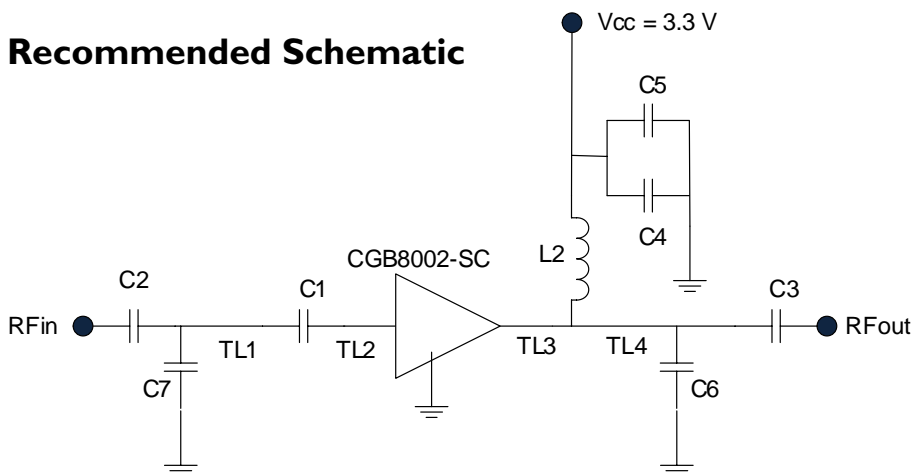 Recommended Schematic
Vcc = 3.3 V
C5
C4
L2
CGB8002-SC
C2
C1
C3
RFin
RFout
TL1
TL2
TL3
TL4
C7
C6